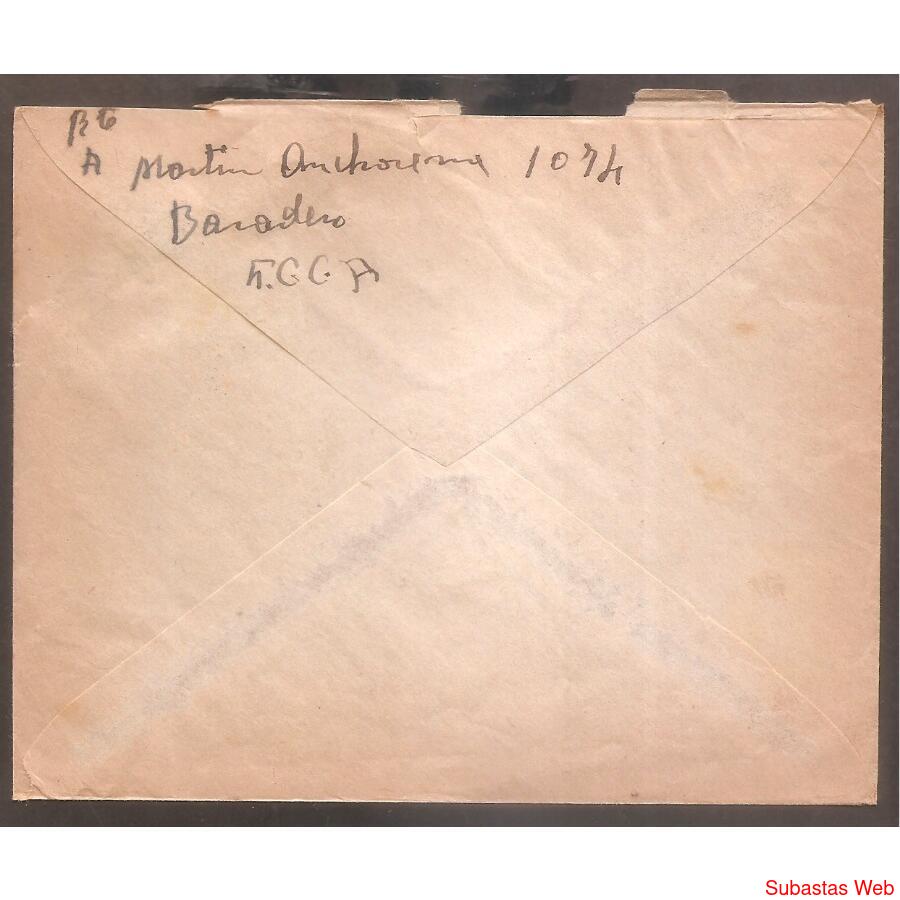 A Martin Anchorena 1074
Baradero
F.C.C.A
Subastas Web